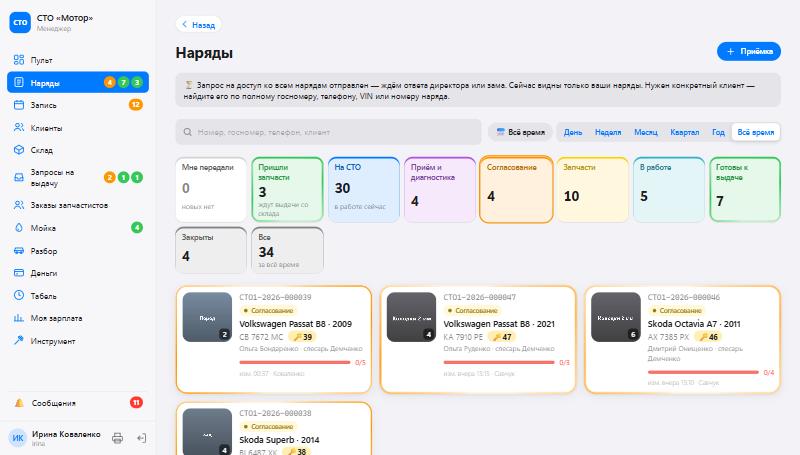 СТО
СТО «Мотор»
Менеджер
Пульт
Наряды
4 7 3
Запись
12
Клиенты
Склад
Запросы на выдачу
2 1 1
Заказы запчастистов
Мойка
4
Разбор
Деньги
Табель
Моя зарплата
Инструмент
Сообщения
11
ИК
Ирина Коваленко
irina
Назад
Наряды
+ Приёмка
Запрос на доступ ко всем нарядам отправлен — ждём ответа директора или зама. Сейчас видны только ваши наряды. Нужен конкретный клиент —
найдите его по полному госномеру, телефону, VIN или номеру наряда.
Номер, госномер, телефон, клиент
Всё время
День Неделя Месяц Квартал Год Всё время
Мне передали
0
новых нет
Пришли
запчасти
3
ждут выдачи со
склада
На СТО
30
в работе сейчас
Приём и
диагностика
4
Согласование
4
Запчасти
10
В работе
5
Готовы к
выдаче
7
Закрыты
4
Все
34
за всё время
СТО1-2026-000039
Согласование
Volkswagen Passat B8 · 2009
СВ 7672 МС 39
Ольга Бондаренко · слесарь Демченко
0/5
изм. 00:37 · Коваленко
2
СТО1-2026-000047
Согласование
Volkswagen Passat B8 · 2021
КА 7910 РЕ 47
Ольга Руденко · слесарь Демченко
0/3
изм. вчера 15:15 · Савчук
4
СТО1-2026-000046
Согласование
Skoda Octavia A7 · 2011
АХ 7385 РХ 46
Дмитрий Онищенко · слесарь
Демченко
0/4
изм. вчера 15:10 · Савчук
6
СТО1-2026-000038
Согласование
Skoda Superb · 2014
ВІ 6487 ХК 38
4